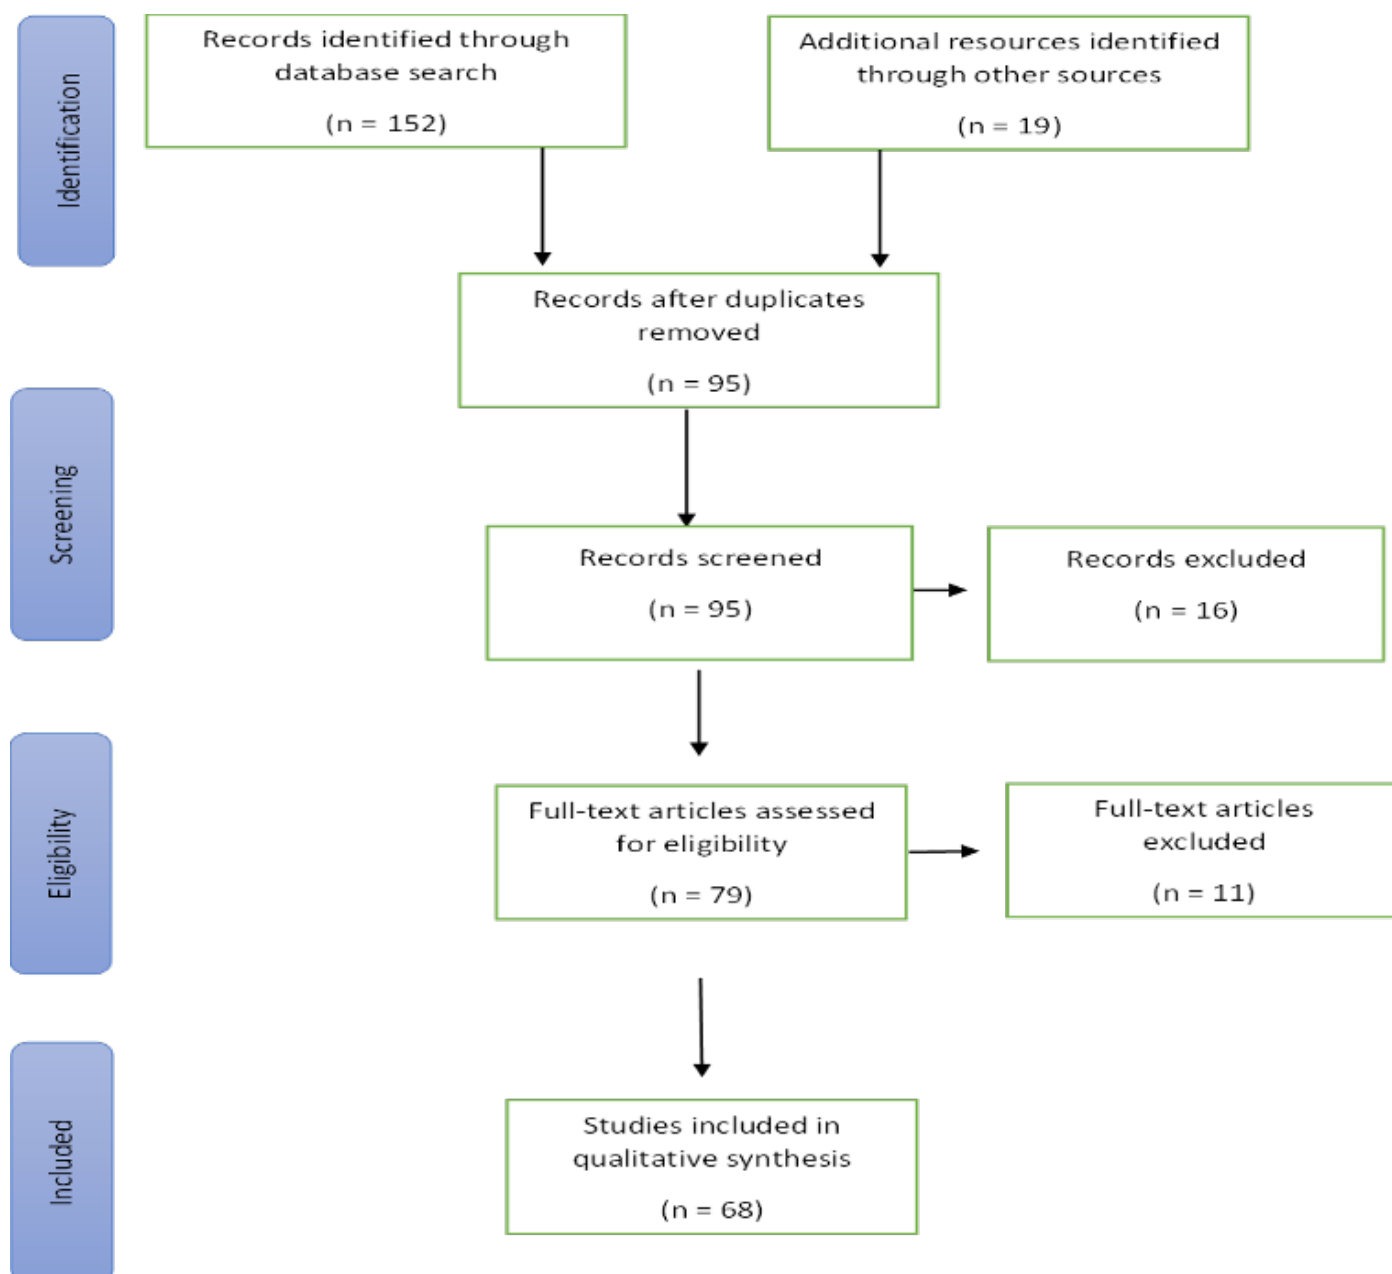 Identification
Records identified through
database search
(n = 152)
Additional resources identified
through other sources
(n = 19)
Records after duplicates
removed
(n = 95)
Screening
Records screened
(n = 95)
Records excluded
(n = 16)
Eligibility
Full-text articles assessed
for eligibility
(n = 79)
Full-text articles
excluded
(n = 11)
Included
Studies included in
qualitative synthesis
(n = 68)